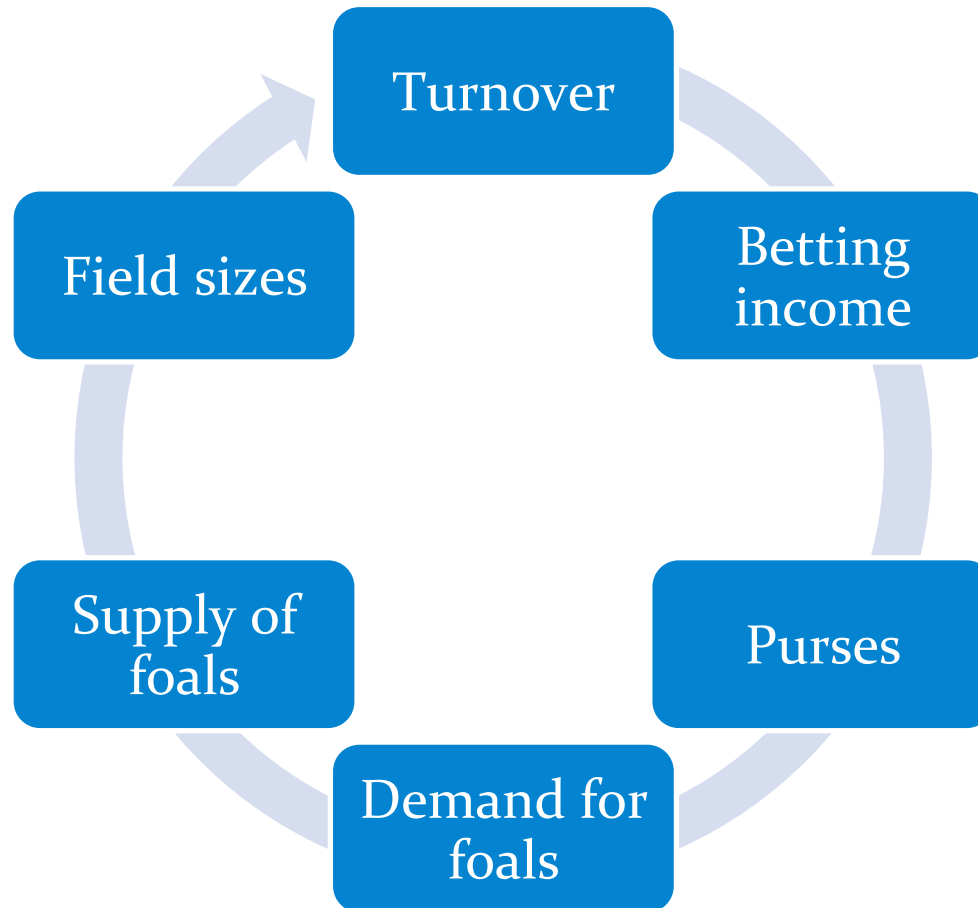 Turnover
Betting
income
Purses
Demand for
foals
Supply of
foals
Field sizes